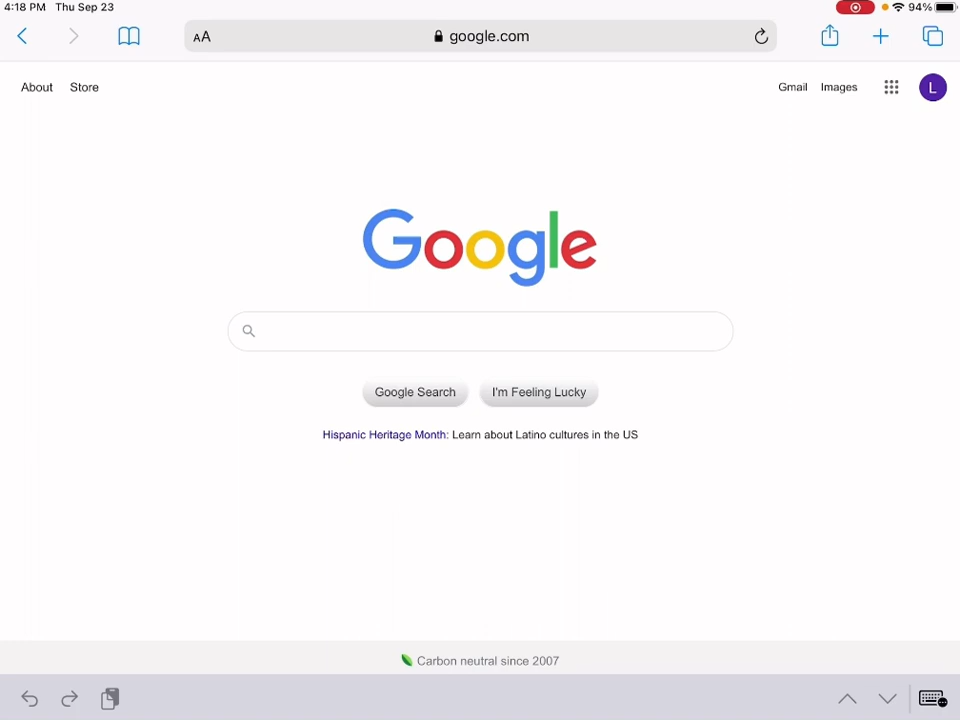 4:18 PM Thu Sep 23 94%
AA google.com
About Store Gmail Images L
Google
Google Search I'm Feeling Lucky
Hispanic Heritage Month: Learn about Latino cultures in the US
Carbon neutral since 2007